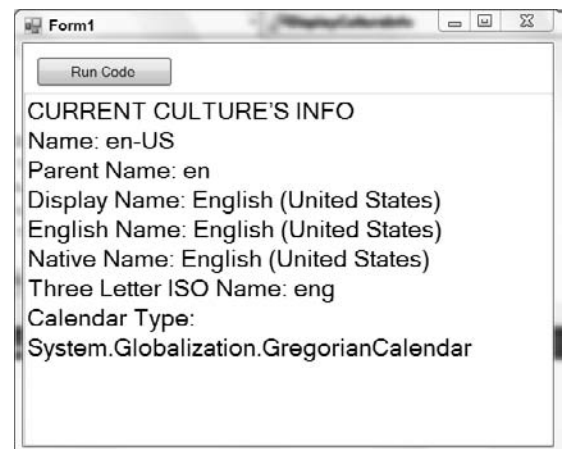 Form1
Run Code
CURRENT CULTURE'S INFO
Name: en-US
Parent Name: en
Display Name: English (United States)
English Name: English (United States)
Native Name: English (United States)
Three Letter ISO Name: eng
Calendar Type:
System.Globalization.GregorianCalendar